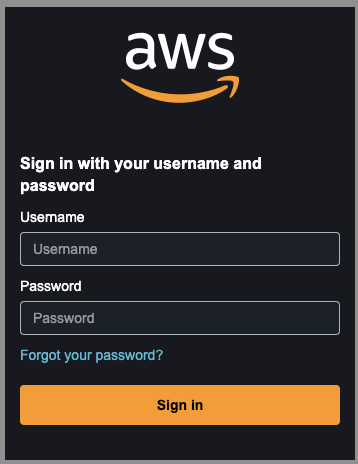 aws
Sign in with your username and
password
Username
Username
Password
Password
Forgot your password?
Sign in